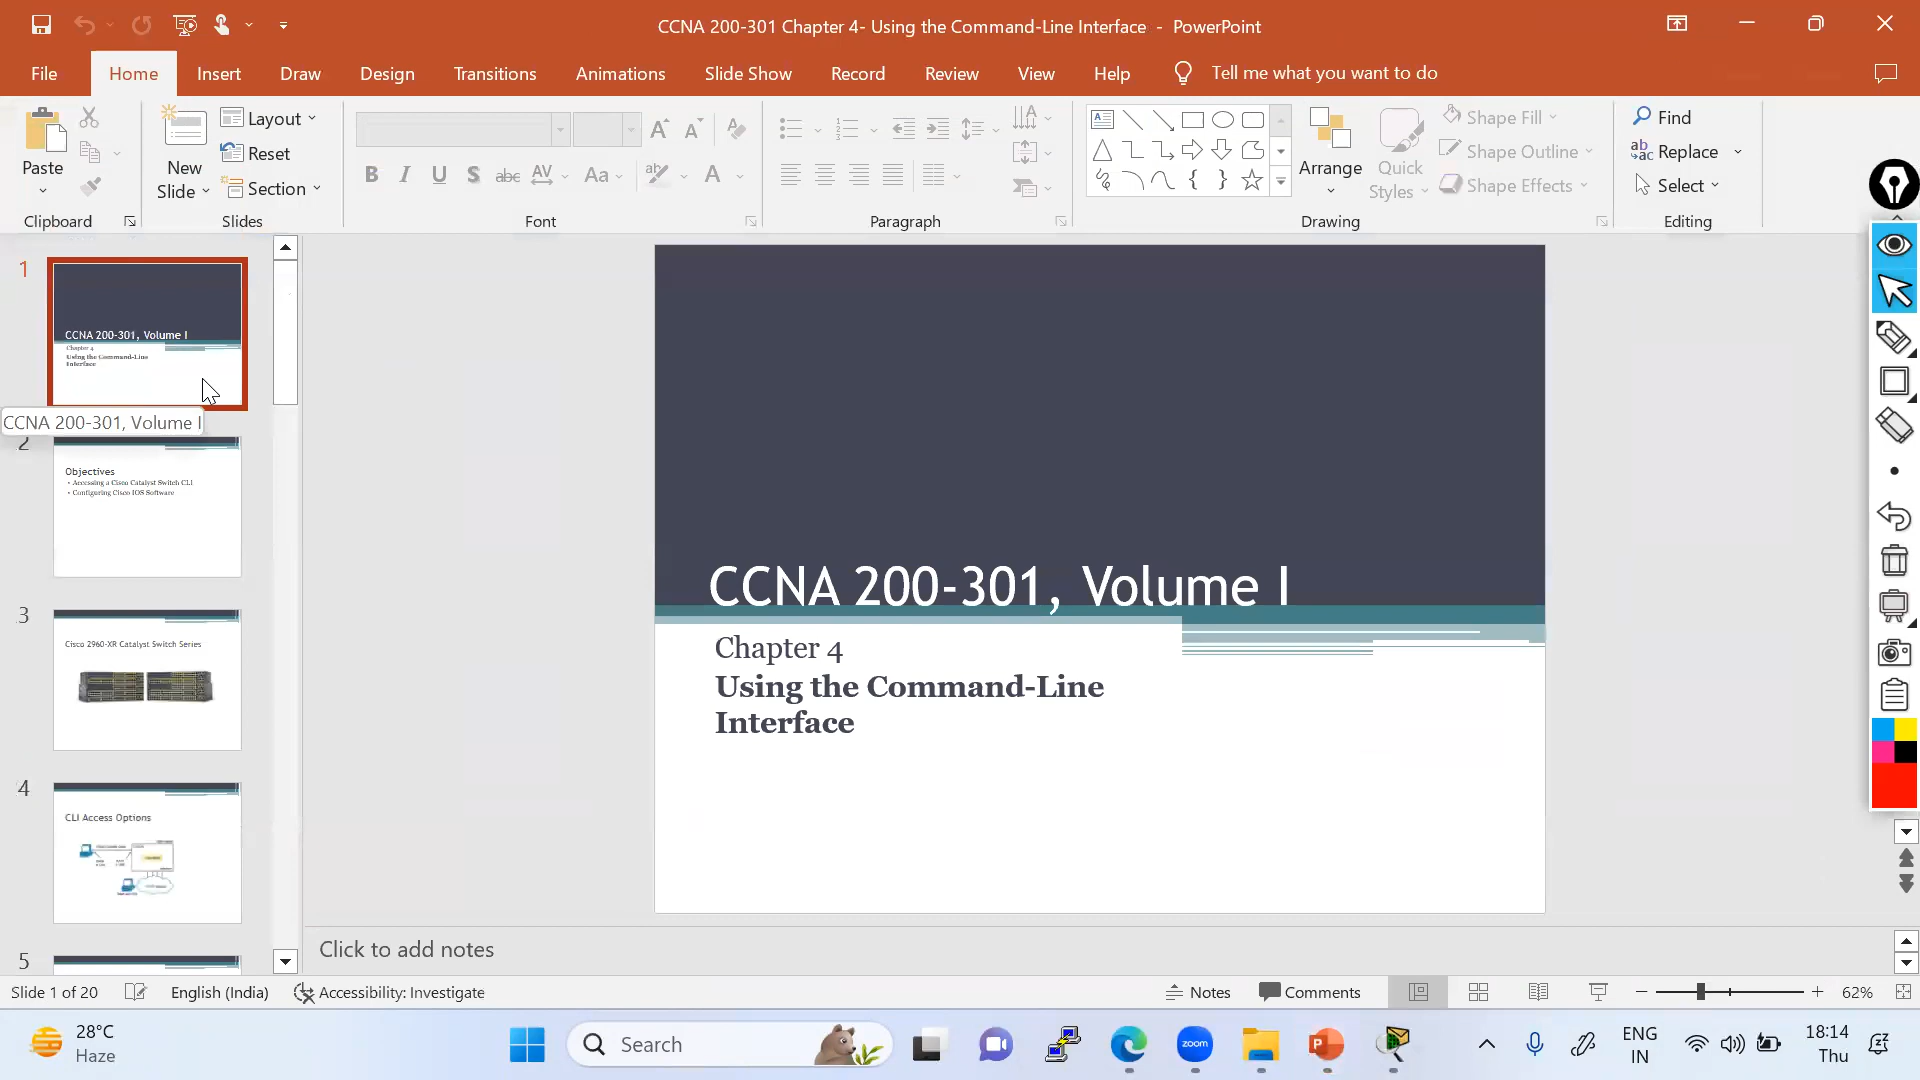 CCNA 200-301 Chapter 4- Using the Command-Line Interface - PowerPoint
File Home Insert Draw Design Transitions Animations Slide Show Record Review View Help Tell me what you want to do
Paste
New
Slide
Layout
Reset
Section
B I U S abc AV Aa A
Shape Fill
Shape Outline
Shape Effects
Arrange
Quick
Styles
Find
Replace
Select
Clipboard Slides Font Paragraph Drawing Editing
1
CCNA 200-301, Volume I
Chapter 4
Using the Command-Line
Interface
CCNA 200-301, Volume I
2
Objectives
• Accessing a Cisco Catalyst Switch CLI
• Configuring Cisco IOS Software
3
Cisco 2960-XR Catalyst Switch Series
4
CLI Access Options
5
CCNA 200-301, Volume I
Chapter 4
Using the Command-Line
Interface
Click to add notes
Slide 1 of 20 English (India) Accessibility: Investigate Notes Comments 62%
28°C
Haze
Search
zoom
ENG
IN
18:14
Thu